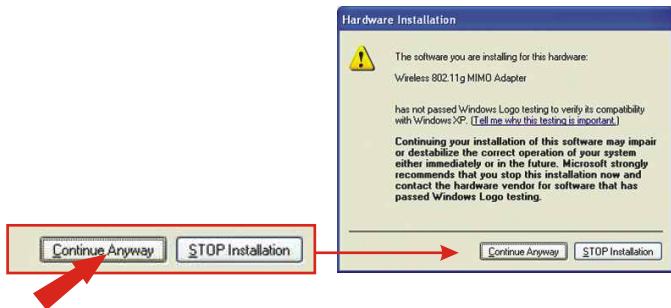 Hardware Installation
The software you are installing for this hardware:
Wireless 802.11g MIMO Adapter
has not passed Windows Logo testing to verify its compatibility
with Windows XP. (Tell me why this testing is important.)
Continuing your installation of this software may impair
or destabilize the correct operation of your system
either immediately or in the future. Microsoft strongly
recommends that you stop this installation now and
contact the hardware vendor for software that has
passed Windows Logo testing.
Continue Anyway STOP Installation
Continue Anyway STOP Installation